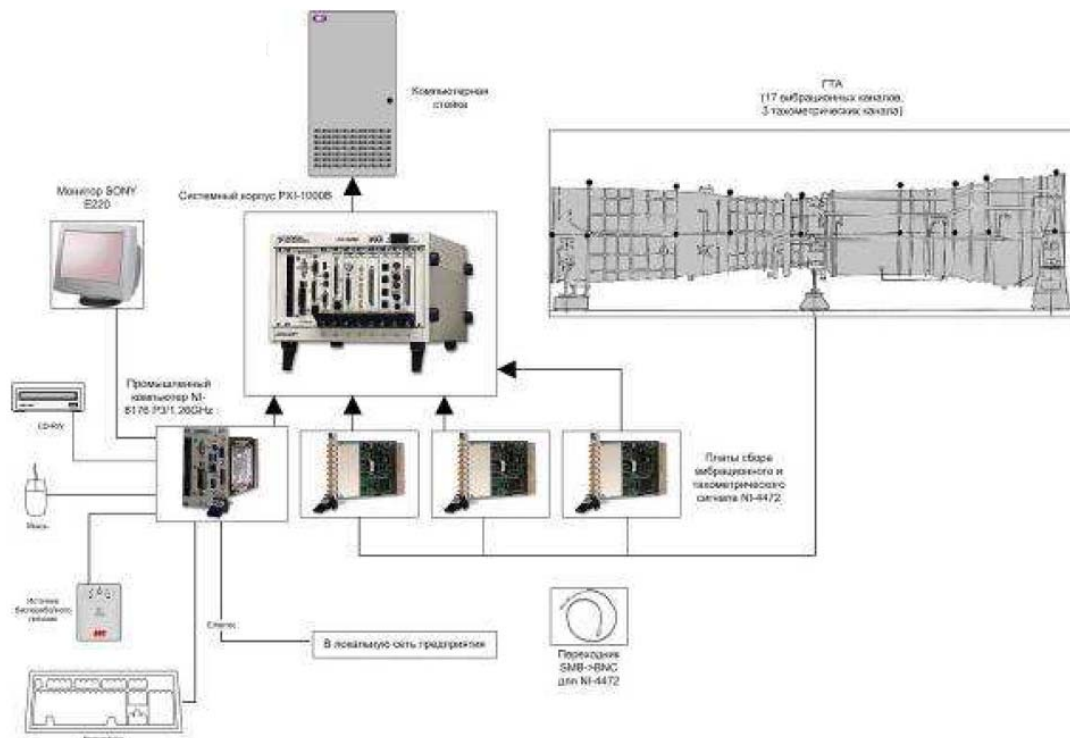 Компьютерная
стойка
ГТА
(17 вибрационных каналов,
3 тахометрических канала)
Монитор SONY
E220
Системный корпус PXI-1000B
Промышленный
компьютер NI-
8176 P3/1.26GHz
CD-RW
Мышь
Платы сбора
вибрационного и
тахометрического
сигнала NI-4472
Источник
бесперебойного
питания
В локальную сеть предприятия
Переходник
SMB->BNC
для NI-4472